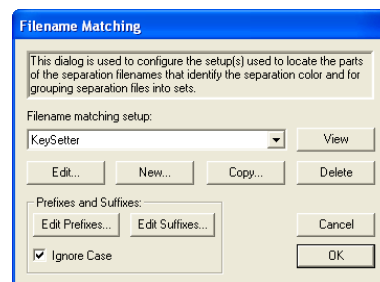 Filename Matching
This dialog is used to configure the setup(s) used to locate the parts
of the separation filenames that identify the separation color and for
grouping separation files into sets.
Filename matching setup:
KeySetter
View
Edit... New... Copy... Delete
Prefixes and Suffixes:
Edit Prefixes... Edit Suffixes... Cancel
Ignore Case OK